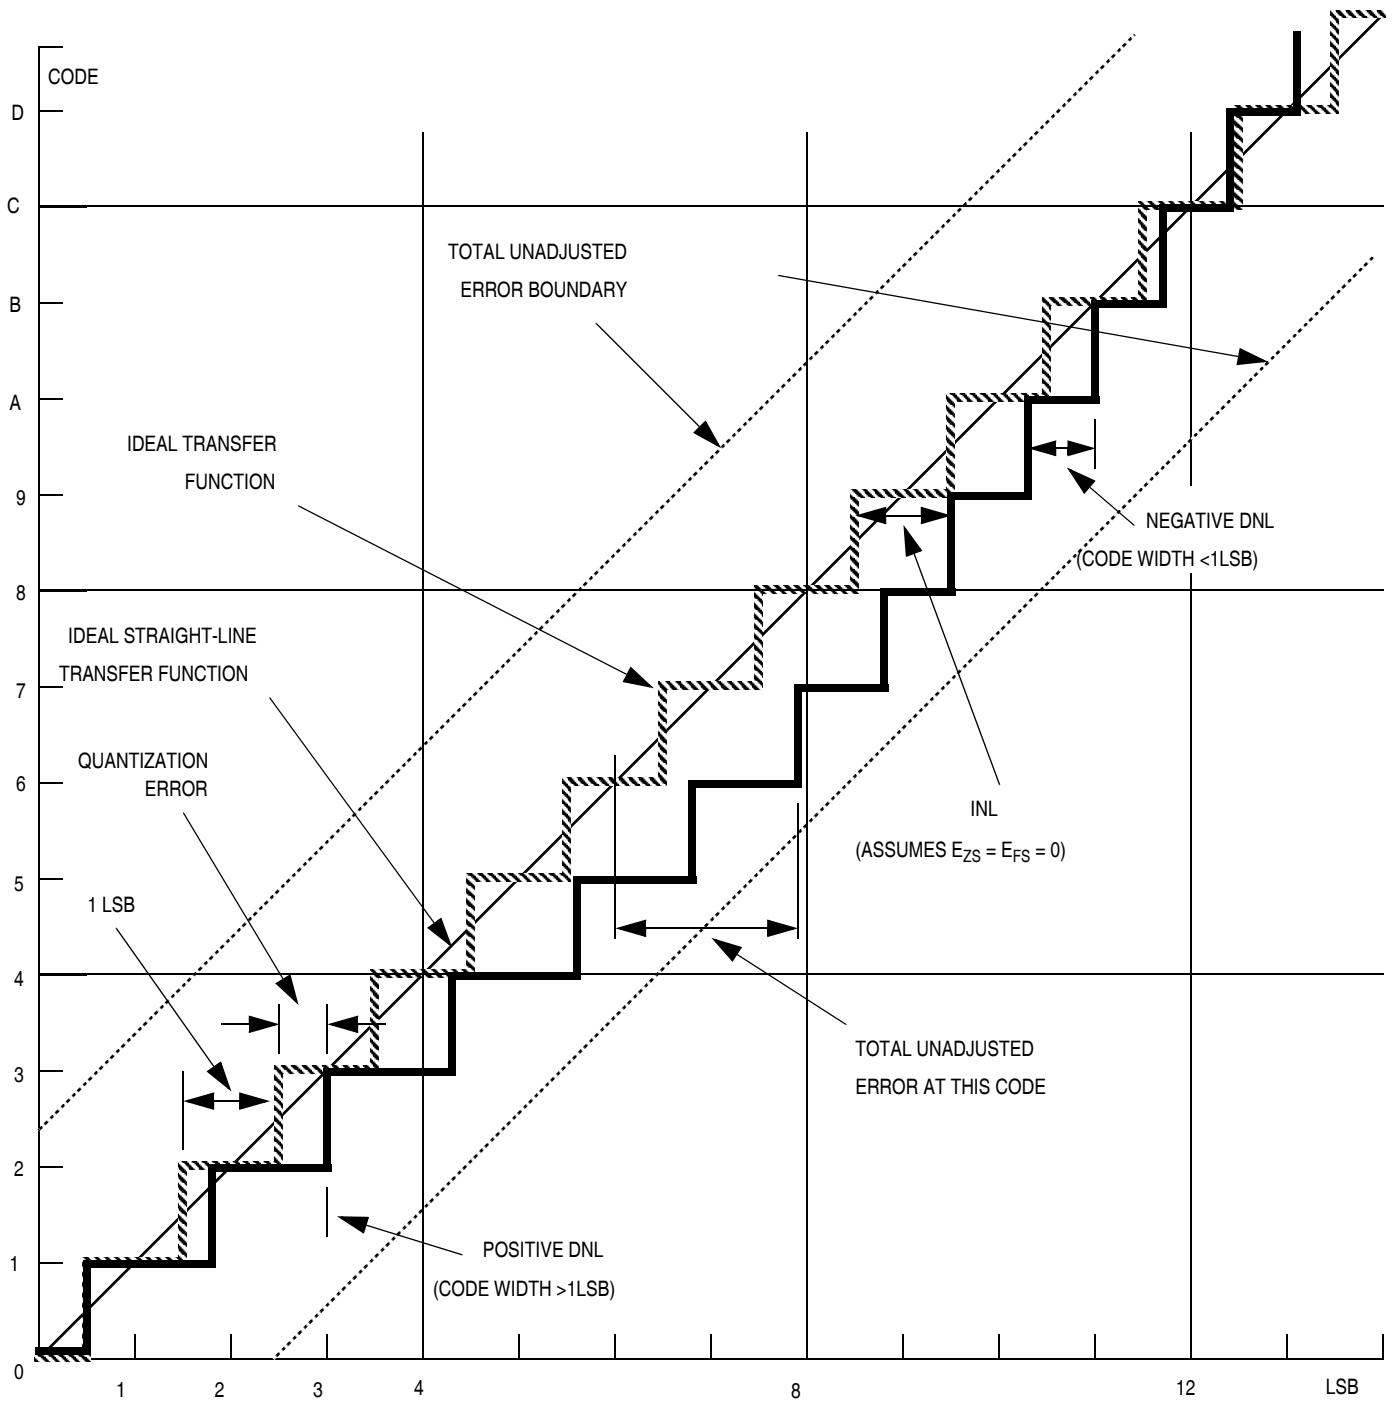 CODE
D
C
TOTAL UNADJUSTED
ERROR BOUNDARY
B
A
IDEAL TRANSFER
FUNCTION
9
NEGATIVE DNL
(CODE WIDTH <1LSB)
8
IDEAL STRAIGHT-LINE
TRANSFER FUNCTION
7
QUANTIZATION
ERROR
6
INL
(ASSUMES EZS = EFS = 0)
5
1 LSB
4
TOTAL UNADJUSTED
ERROR AT THIS CODE
3
2
POSITIVE DNL
(CODE WIDTH >1LSB)
1
0
1 2 3 4 8 12 LSB